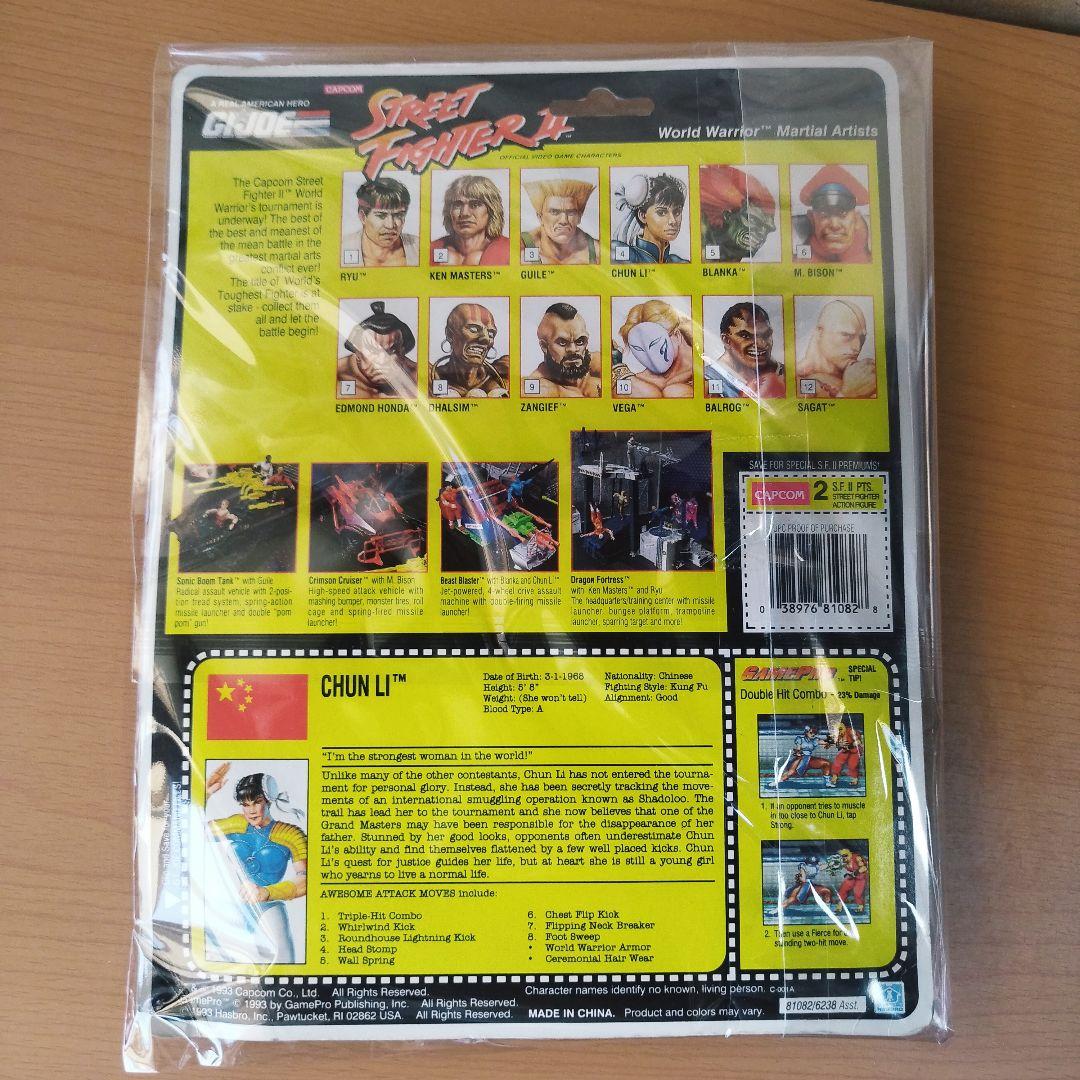 A REAL AMERICAN HERO
G.I. JOE
CAPCOM
STREET
FIGHTER II™
OFFICIAL VIDEO GAME CHARACTERS
World Warrior™ Martial Artists
The Capcom Street
Fighter II™ World
Warrior's tournament is
underway! The best of
the best and meanest of
the mean battle in the
greatest martial arts
conflict ever!
The title of World's
Toughest Fighter is at
stake - collect them
all and let the
battle begin!
1 2 3 4 5 6
RYU™ KEN MASTERS™ GUILE™ CHUN LI™ BLANKA™ M. BISON™
7 8 9 10 11 12
EDMOND HONDA™ DHALSIM™ ZANGIEF™ VEGA™ BALROG™ SAGAT™
Sonic Boom Tank™ with Guile
Radical assault vehicle with 2-posi-
tion tread system, spring-action
missile launcher and double "pom
pom" gun!
Crimson Cruiser™ with M. Bison
High-speed attack vehicle with
mashing bumper, monster tires, roll
cage and spring-fired missile
launcher!
Beast Blaster™ with Blanka and Chun Li™
Jet-powered, 4-wheel drive assault
machine with double-firing missile
launcher!
Dragon Fortress™
with Ken Masters™ and Ryu
The headquarters/training center with missile
launcher, bungee platform, trampoline
launcher, sparring target and more!
SAVE FOR SPECIAL S.F. II PREMIUMS*
CAPCOM 2 S.F. II PTS.
STREET FIGHTER
ACTION FIGURE
UPC PROOF OF PURCHASE
0 38976 81082 8
CHUN LI™
Date of Birth: 3-1-1968
Height: 5' 8"
Weight: (She won't tell)
Blood Type: A
Nationality: Chinese
Fighting Style: Kung Fu
Alignment: Good
"I'm the strongest woman in the world!"
Unlike many of the other contestants, Chun Li has not entered the tourna-
ment for personal glory. Instead, she has been secretly tracking the move-
ments of an international smuggling operation known as Shadoloo. The
trail has lead her to the tournament and she now believes that one of the
Grand Masters may have been responsible for the disappearance of her
father. Stunned by her good looks, opponents often underestimate Chun
Li's ability and find themselves flattened by a few well placed kicks. Chun
Li's quest for justice guides her life, but at heart she is still a young girl
who yearns to live a normal life.
AWESOME ATTACK MOVES include:
1. Triple-Hit Combo
2. Whirlwind Kick
3. Roundhouse Lightning Kick
4. Head Stomp
5. Wall Spring
6. Chest Flip Kick
7. Flipping Neck Breaker
8. Foot Sweep
• World Warrior Armor
• Ceremonial Hair Wear
GAMEPRO™ SPECIAL
TIP!
Double Hit Combo - 23% Damage
1. If an opponent tries to muscle
in too close to Chun Li, tap
Strong.
2. Then use a Fierce for a
standing two-hit move.
© 1993 Capcom Co., Ltd. All Rights Reserved.
GamePro™ © 1993 by GamePro Publishing, Inc. All Rights Reserved.
© 1993 Hasbro, Inc., Pawtucket, RI 02862 USA. All Rights Reserved.
Character names identify no known, living person. C-001A
MADE IN CHINA. Product and colors may vary.
81082/6238 Asst.